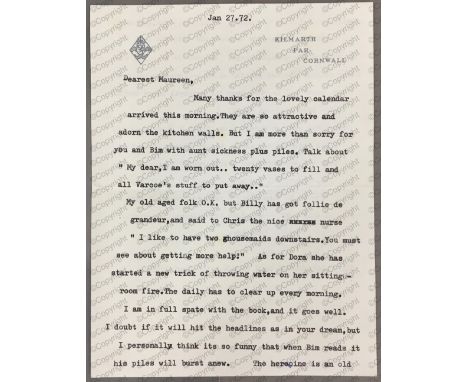 Jan 27.72.
KILMARTH
PAR
CORNWALL
Dearest Maureen,
Many thanks for the lovely calendar
arrived this morning.They are so attractive and
adorn the kitchen walls. But I am more than sorry for
you and Bim with aunt sickness plus piles. Talk about
" My dear,I am worn out.. twenty vases to fill and
all Varcoe's stuff to put away.."
My old aged folk O.K. but Billy has got follie de
grandeur,and said to Chris the nice nurse
" I like to have two housemaids downstairs.You must
see about getting more help!" As for Dora she has
started a new trick of throwing water on her sitting-
room fire.The daily has to clear up every morning.
I am in full spate with the book,and it goes well.
I doubt if it will hit the headlines as in your dream,but
I personally think its so funny that when Bim reads it
his piles will burst anew. The heroine is an old